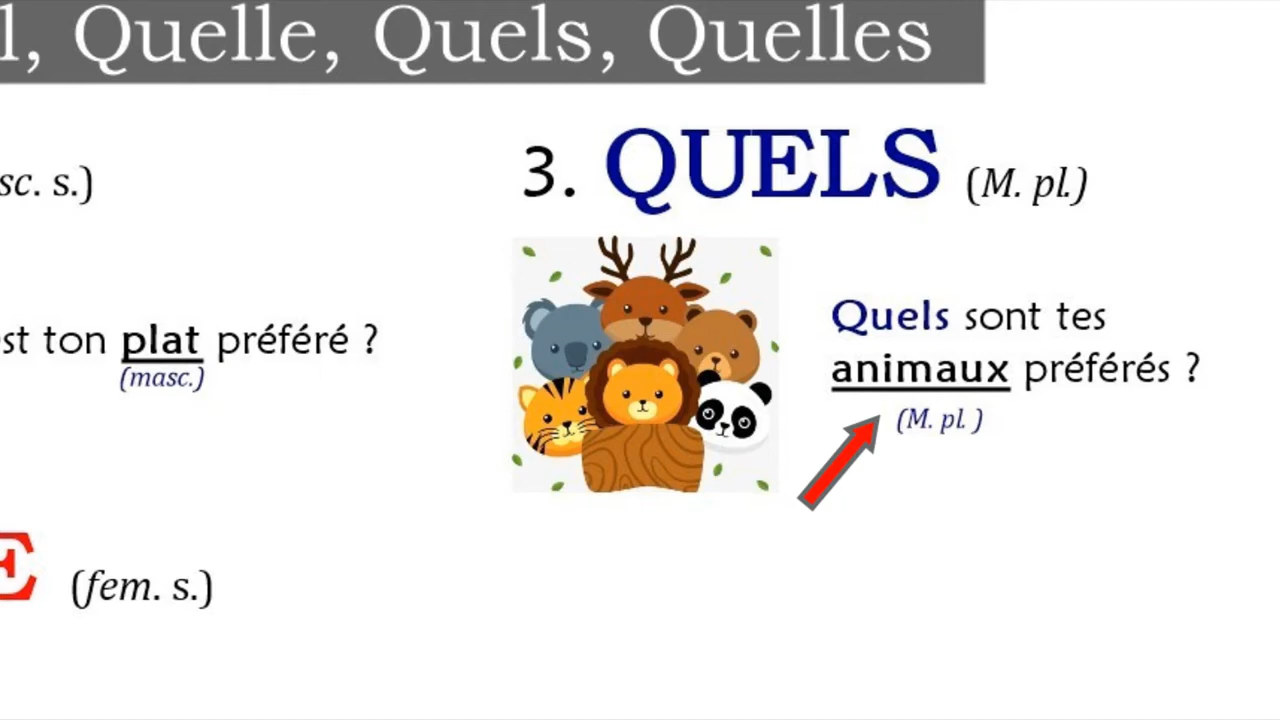 l, Quelle, Quels, Quelles
sc. s.)
3. QUELS (M. pl.)
st ton plat préféré ?
(masc.)
Quels sont tes
animaux préférés ?
(M. pl. )
E (fem. s.)